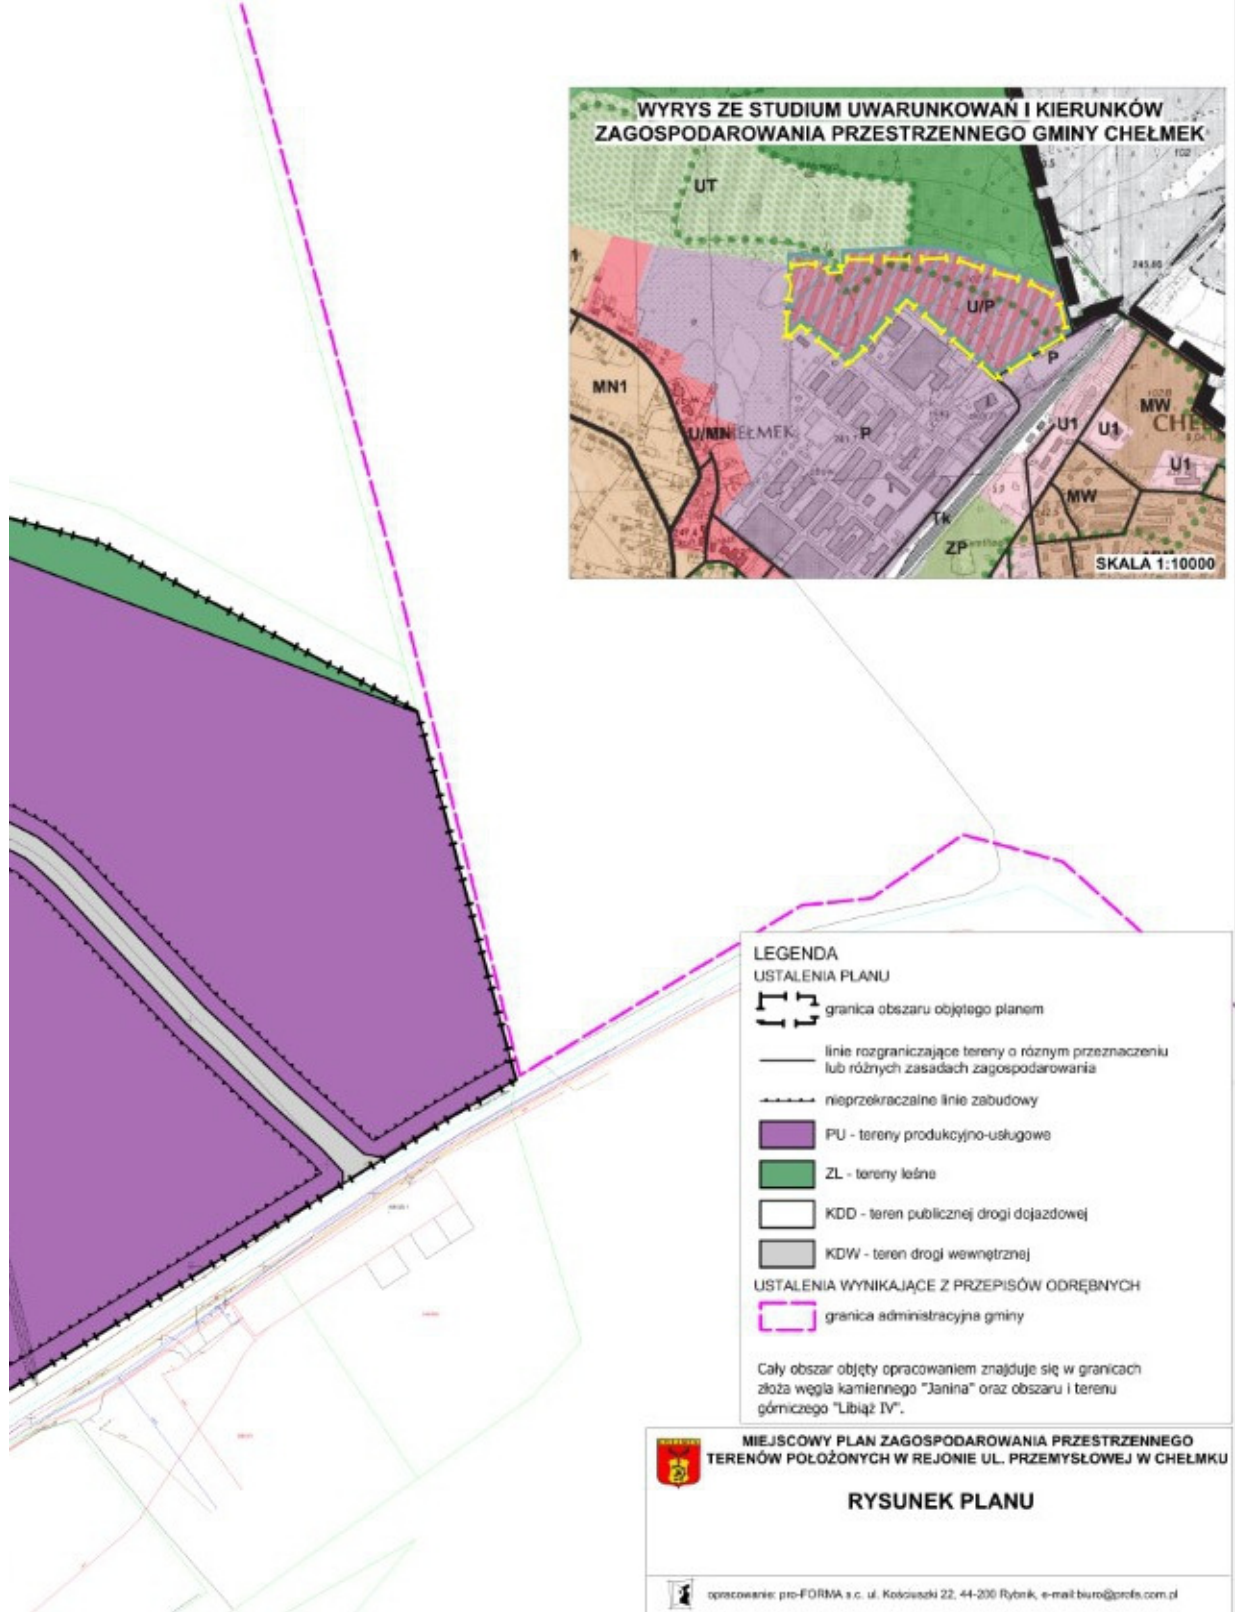 WYRYS ZE STUDIUM UWARUNKOWAŃ I KIERUNKÓW
ZAGOSPODAROWANIA PRZESTRZENNEGO GMINY CHEŁMEK
UT
U/P
P
MN1
U/MN
P
U1
U1
MW
U1
MW
Tk
ZP
SKALA 1:10000
LEGENDA
USTALENIA PLANU
granica obszaru objętego planem
linie rozgraniczające tereny o różnym przeznaczeniu
lub różnych zasadach zagospodarowania
nieprzekraczalne linie zabudowy
PU - tereny produkcyjno-usługowe
ZL - tereny leśne
KDD - teren publicznej drogi dojazdowej
KDW - teren drogi wewnętrznej
USTALENIA WYNIKAJĄCE Z PRZEPISÓW ODRĘBNYCH
granica administracyjna gminy
Cały obszar objęty opracowaniem znajduje się w granicach
złoża węgla kamiennego "Janina" oraz obszaru i terenu
górniczego "Libiąż IV".
MIEJSCOWY PLAN ZAGOSPODAROWANIA PRZESTRZENNEGO
TERENÓW POŁOŻONYCH W REJONIE UL. PRZEMYSŁOWEJ W CHEŁMKU
RYSUNEK PLANU
opracowanie: pro-FORMA s.c. ul. Kościuszki 22, 44-200 Rybnik, e-mail:biuro@profa.com.pl